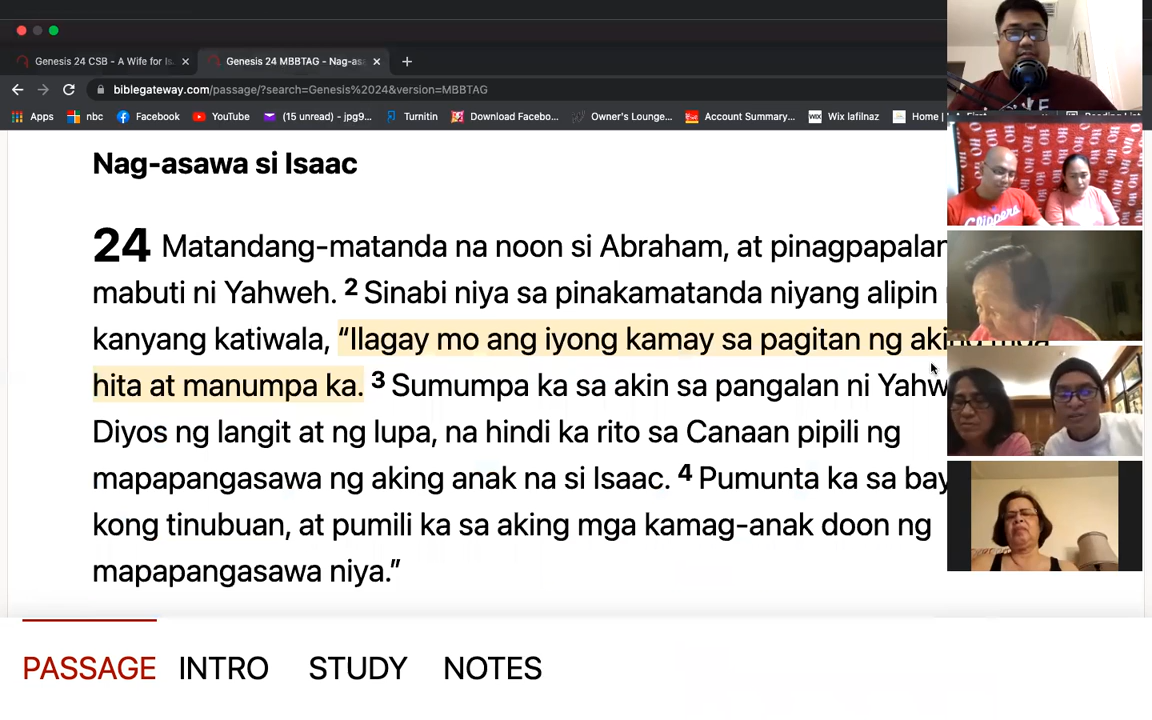 Genesis 24 CSB - A Wife for Is
Genesis 24 MBBTAG - Nag-asa
biblegateway.com/passage/?search=Genesis%2024&version=MBBTAG
Apps nbc Facebook YouTube (15 unread) - jpg9... Turnitin Download Facebo... Owner's Lounge... Account Summary... WIX Wix lafilnaz Home
Nag-asawa si Isaac
24 Matandang-matanda na noon si Abraham, at
mabuti ni Yahweh. 2 Sinabi niya sa pinakamatanda niyang alipin
kanyang katiwala, “Ilagay mo ang iyong kamay sa pagitan ng aking mga
hita at manumpa ka. 3 Sumumpa ka sa akin sa pangalan ni
Diyos ng langit at ng lupa, na hindi ka rito sa Canaan pipili ng
mapapangasawa ng aking anak na si Isaac. 4 Pumunta ka sa
kong tinubuan, at pumili ka sa aking mga kamag-anak doon ng
mapapangasawa niya.”
PASSAGE INTRO STUDY NOTES
Clippers